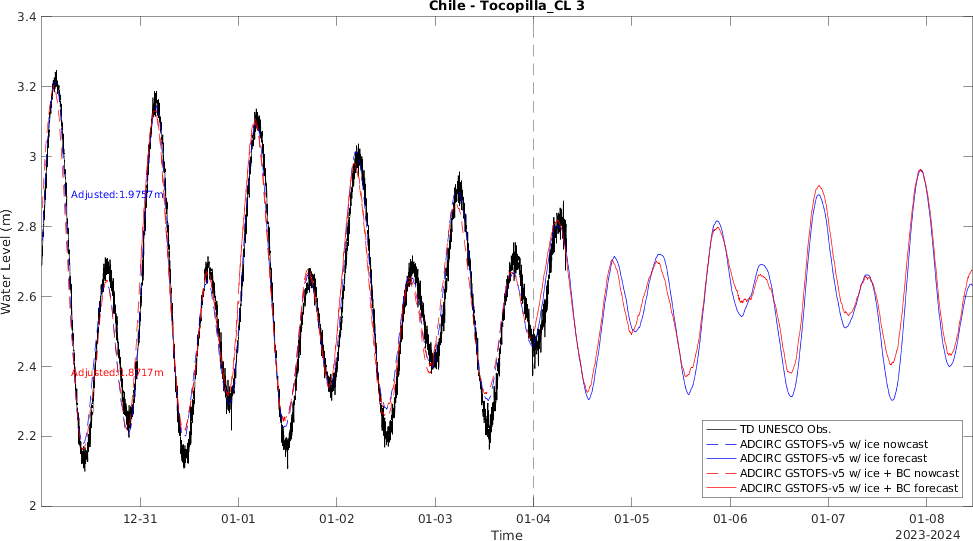 Chile - Tocopilla_CL 3
3.4
3.2
3
2.8
2.6
2.4
2.2
2
Water Level (m)
Adjusted:1.9757m
Adjusted:1.8717m
TD UNESCO Obs.
ADCIRC GSTOFS-v5 w/ ice nowcast
ADCIRC GSTOFS-v5 w/ ice forecast
ADCIRC GSTOFS-v5 w/ ice + BC nowcast
ADCIRC GSTOFS-v5 w/ ice + BC forecast
12-31 01-01 01-02 01-03 01-04 01-05 01-06 01-07 01-08
Time
2023-2024